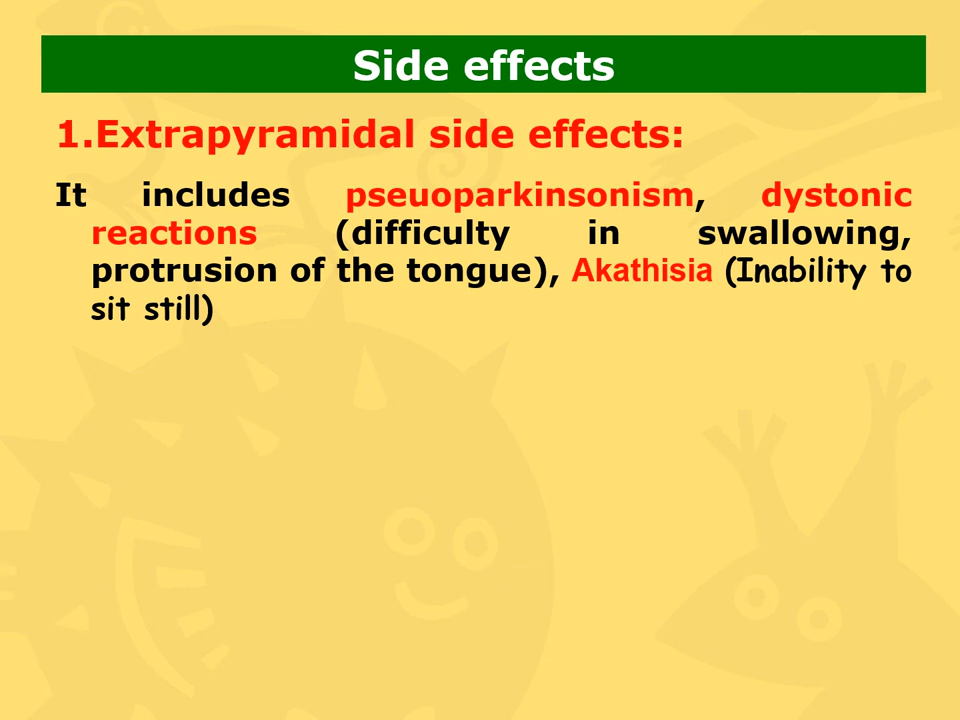 Side effects
1.Extrapyramidal side effects:
It includes pseuoparkinsonism, dystonic
reactions (difficulty in swallowing,
protrusion of the tongue), Akathisia (Inability to
sit still)